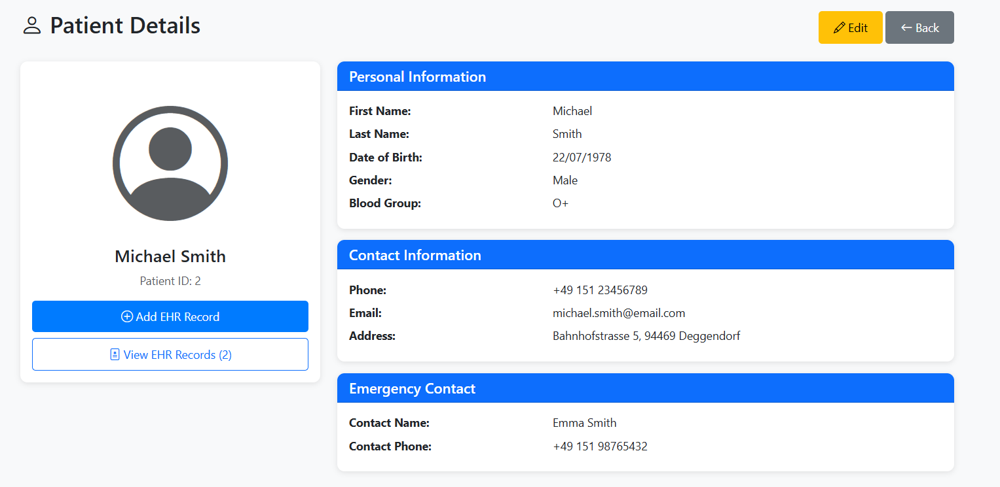 Patient Details
Edit
Back
Michael Smith
Patient ID: 2
Add EHR Record
View EHR Records (2)
Personal Information
First Name: Michael
Last Name: Smith
Date of Birth: 22/07/1978
Gender: Male
Blood Group: O+
Contact Information
Phone: +49 151 23456789
Email: michael.smith@email.com
Address: Bahnhofstrasse 5, 94469 Deggendorf
Emergency Contact
Contact Name: Emma Smith
Contact Phone: +49 151 98765432